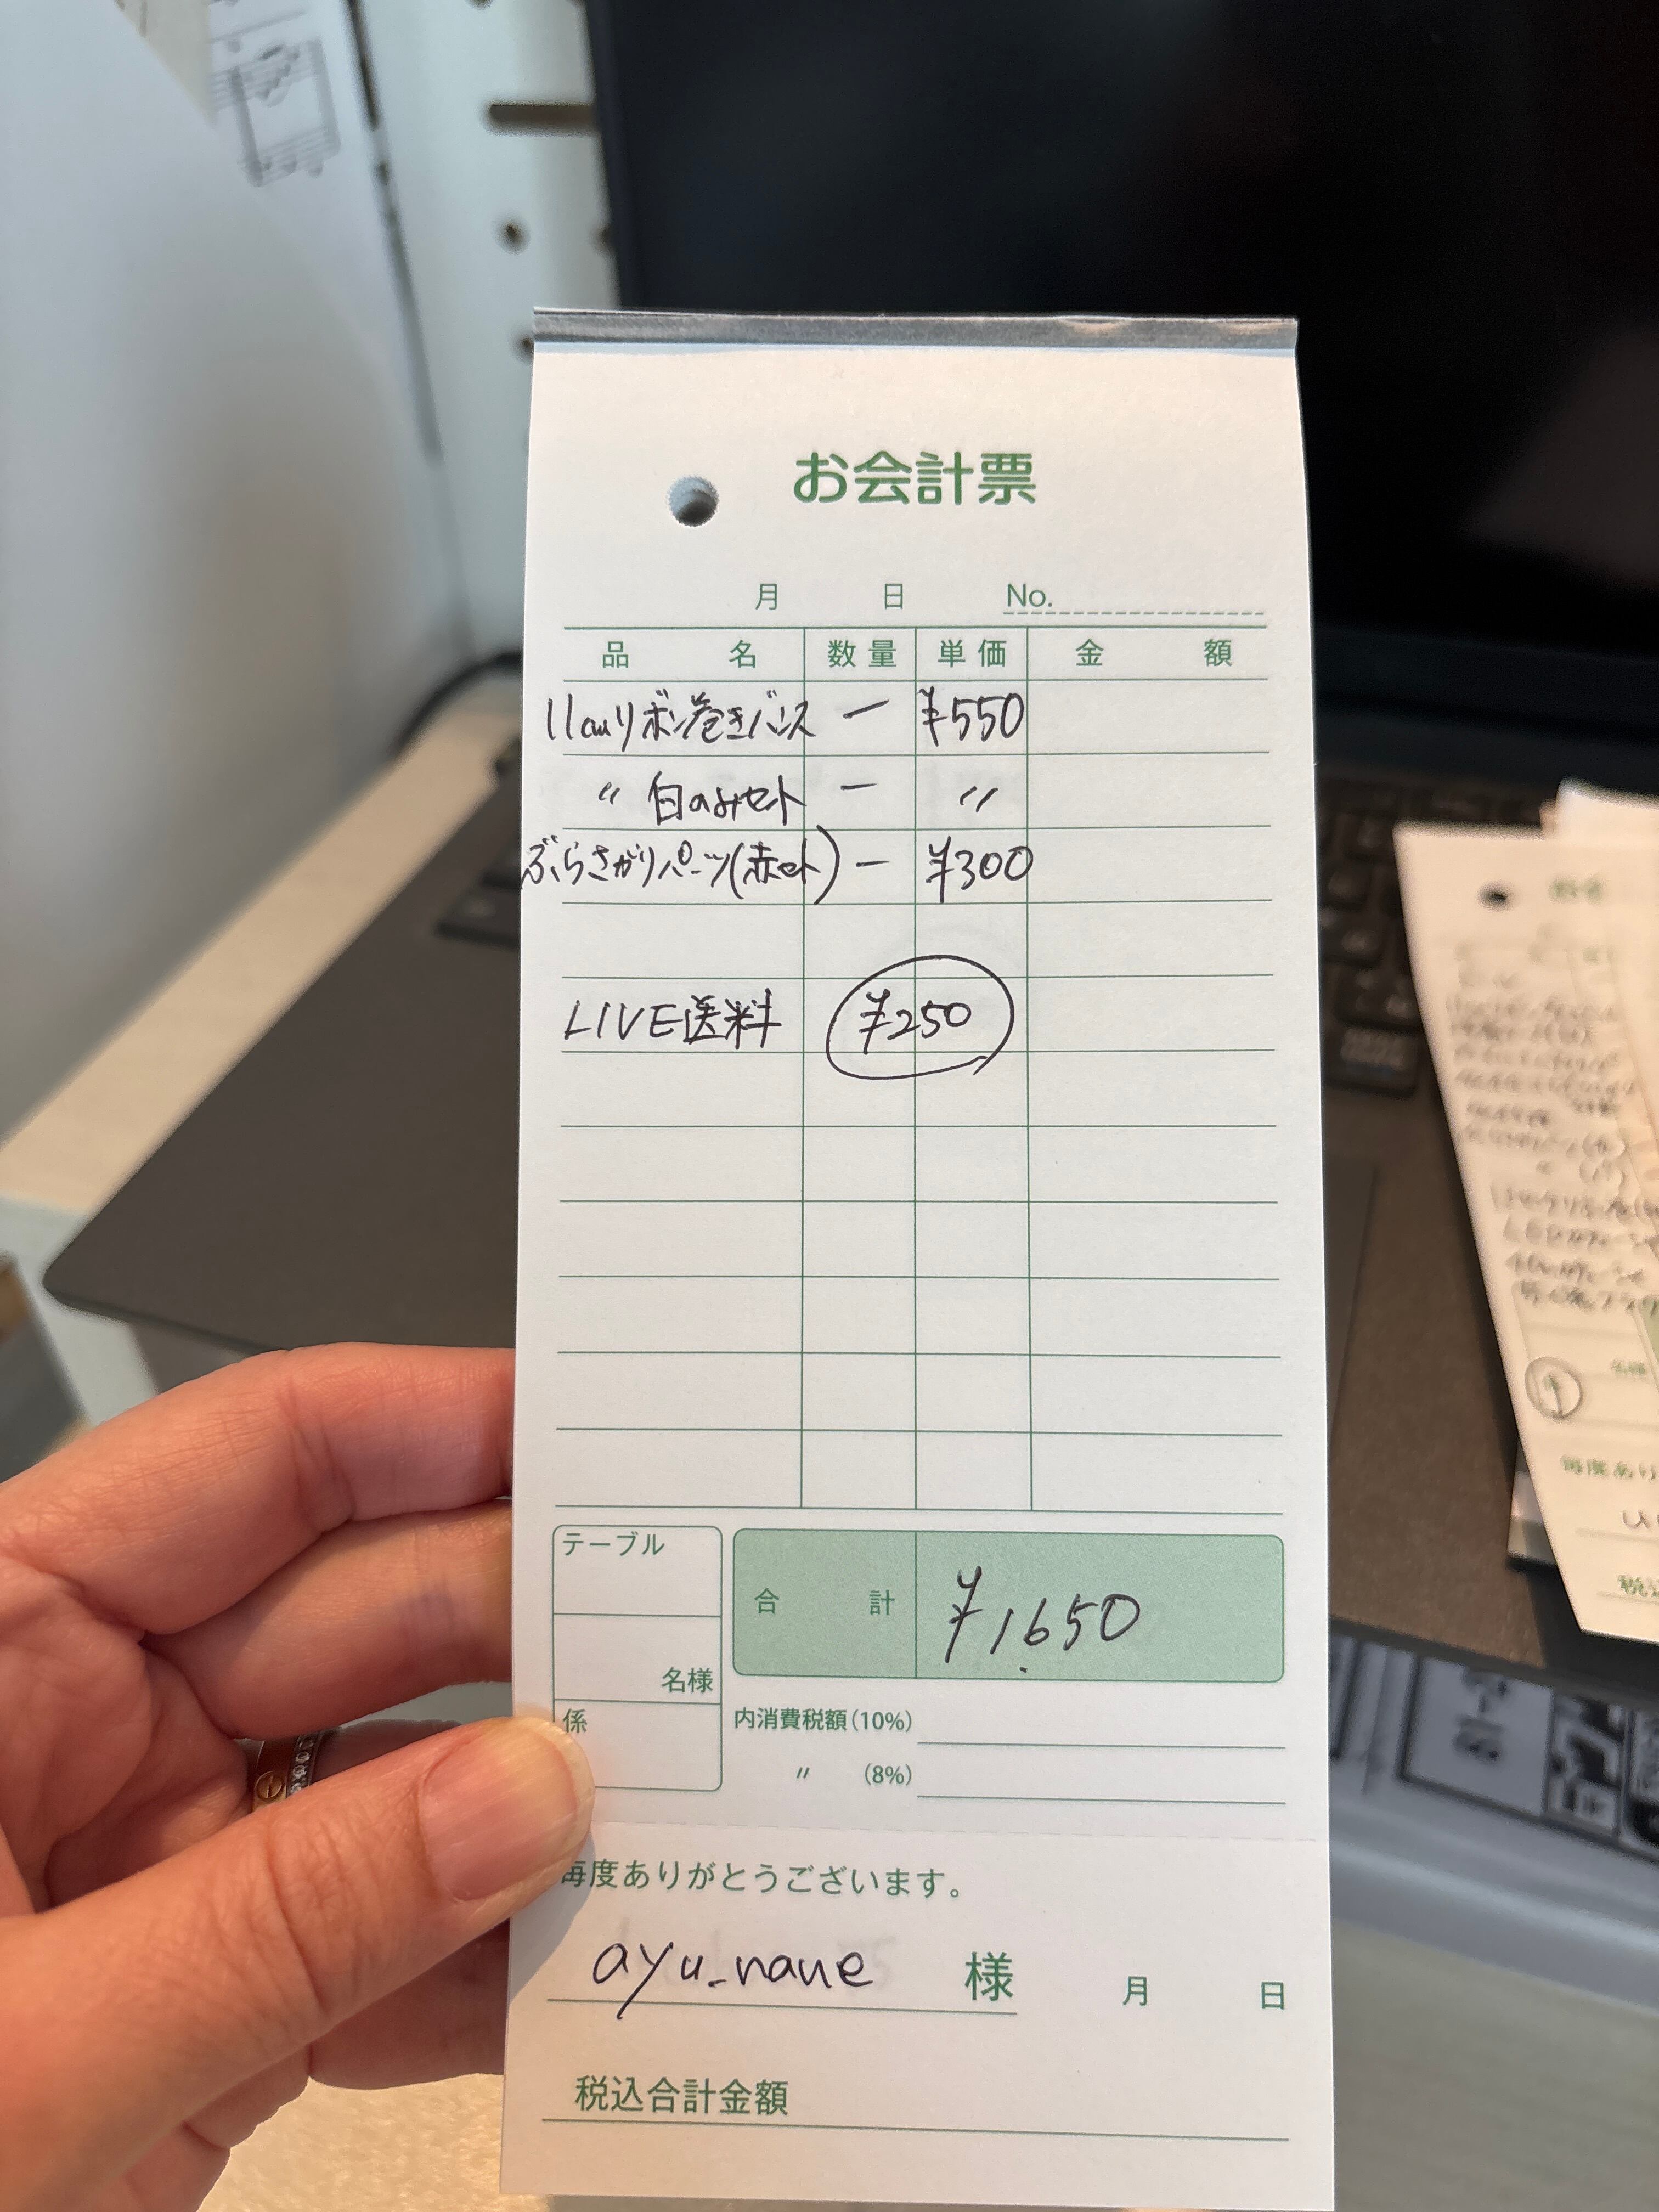 お会計票
月 日 No.
品名 数量 単価 金額
11cmリボン巻きバンス 一 ¥550
〃 白のみセット 一 〃
ぶらさがりパーツ(赤セット) 一 ¥300
LIVE送料 ¥250
テーブル
名様
係
合計 ¥1650
内消費税額(10%)
〃 (8%)
毎度ありがとうございます。
ayu_nane 様 月 日
税込合計金額
毎度あり